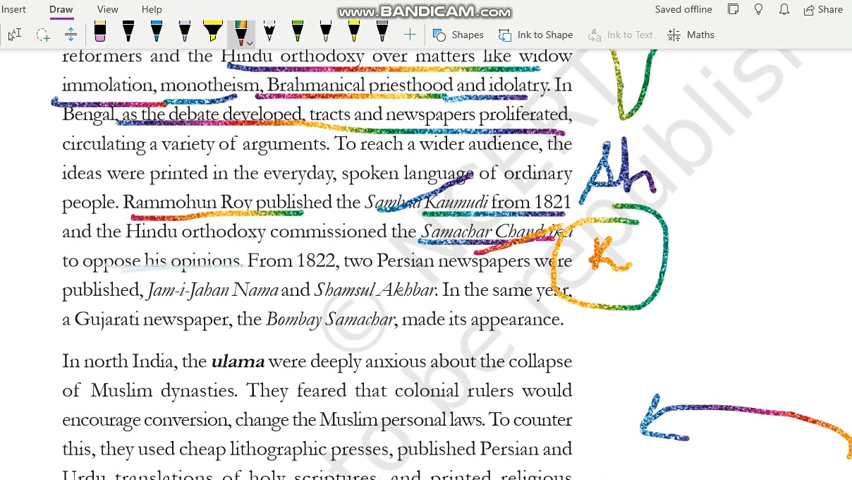 www.BANDICAM.com
Insert Draw View Help Saved offline Share
Shapes Ink to Shape Ink to Text Maths
reformers and the Hindu orthodoxy over matters like widow
immolation, monotheism, Brahmanical priesthood and idolatry. In
Bengal, as the debate developed, tracts and newspapers proliferated,
circulating a variety of arguments. To reach a wider audience, the
ideas were printed in the everyday, spoken language of ordinary
people. Rammohun Roy published the Sambad Kaumudi from 1821
and the Hindu orthodoxy commissioned the Samachar Chandrika
to oppose his opinions. From 1822, two Persian newspapers were
published, Jam-i-Jahan Nama and Shamsul Akhbar. In the same year,
a Gujarati newspaper, the Bombay Samachar, made its appearance.
In north India, the ulama were deeply anxious about the collapse
of Muslim dynasties. They feared that colonial rulers would
encourage conversion, change the Muslim personal laws. To counter
this, they used cheap lithographic presses, published Persian and
Urdu translations of holy scriptures, and printed religious
K